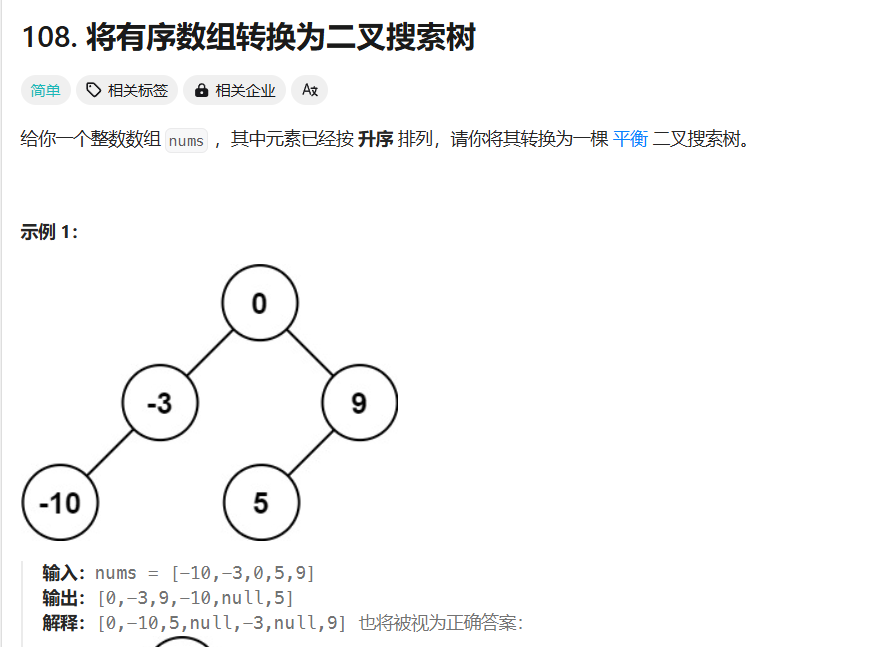 108. 将有序数组转换为二叉搜索树
简单 相关标签 相关企业 A文
给你一个整数数组 nums ，其中元素已经按 升序 排列，请你将其转换为一棵 平衡 二叉搜索树。
示例 1：
0
-3 9
-10 5
输入：nums = [-10,-3,0,5,9]
输出：[0,-3,9,-10,null,5]
解释：[0,-10,5,null,-3,null,9] 也将被视为正确答案：